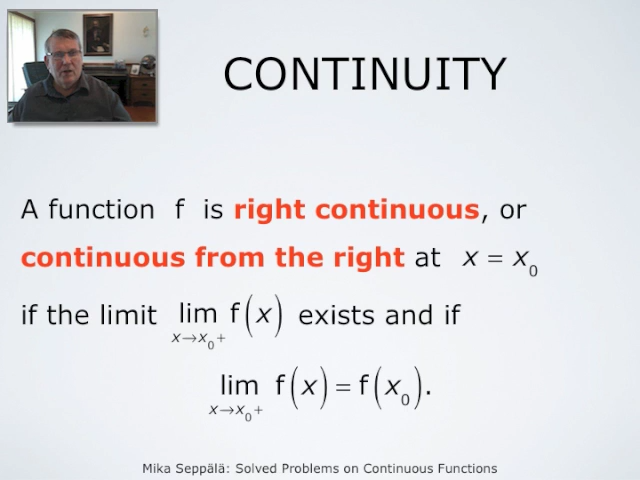 CONTINUITY
A function f is right continuous, or
continuous from the right at x = x₀
if the limit lim f(x) exists and if
x→x₀+
lim f(x) = f(x₀).
x→x₀+
Mika Seppälä: Solved Problems on Continuous Functions